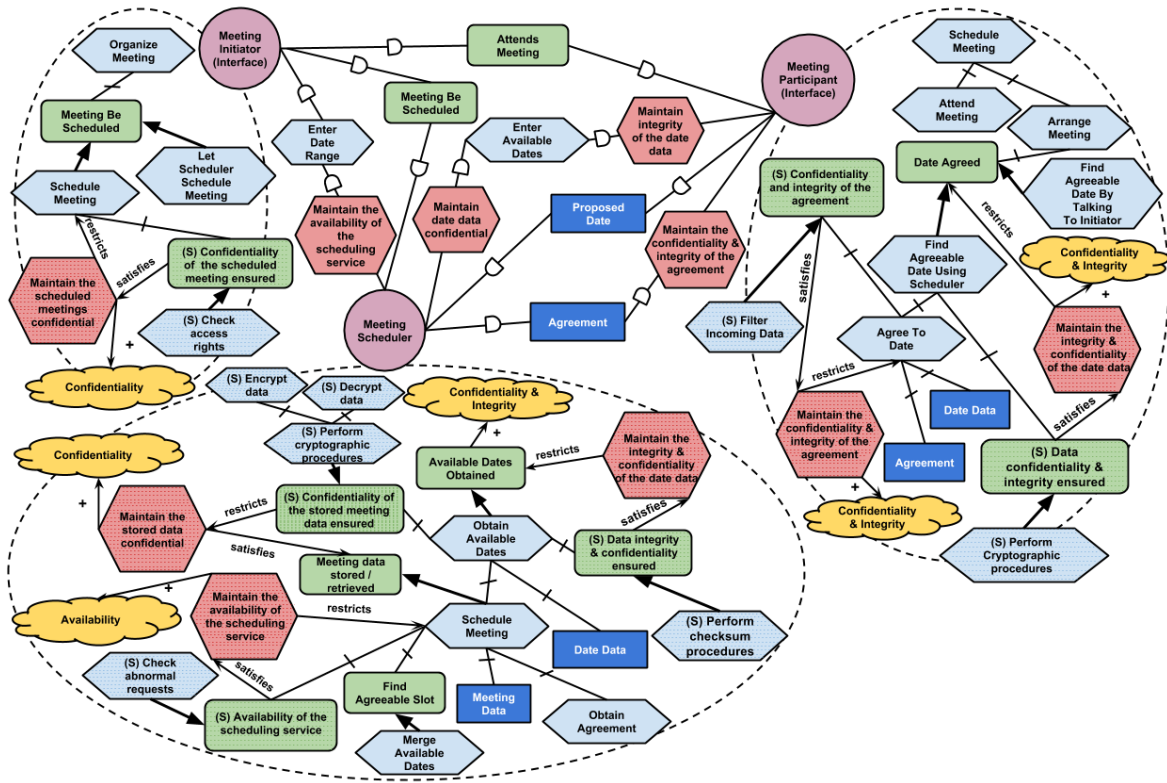 Organize
Meeting
Meeting Be
Scheduled
Let
Scheduler
Schedule
Meeting
Schedule
Meeting
restricts
satisfies
(S) Confidentiality
of the scheduled
meeting ensured
Maintain the
scheduled
meetings
confidential
(S) Check
access
rights
+
Confidentiality
Meeting
Initiator
(Interface)
Attends
Meeting
Meeting Be
Scheduled
Enter
Date
Range
Enter
Available
Dates
Maintain
integrity
of the date
data
Maintain the
availability of
the
scheduling
service
Maintain
date data
confidential
Proposed
Date
Maintain the
confidentiality &
integrity of the
agreement
Meeting
Scheduler
Agreement
Meeting
Participant
(Interface)
Schedule
Meeting
Attend
Meeting
Arrange
Meeting
Date Agreed
(S) Confidentiality
and integrity of the
agreement
Find
Agreeable
Date By
Talking
To Initiator
restricts
Find
Agreeable
Date Using
Scheduler
Confidentiality
& Integrity
+
satisfies
(S) Filter
Incoming Data
Agree To
Date
Maintain the
integrity &
confidentiality
of the date data
restricts
satisfies
Date Data
Maintain the
confidentiality &
integrity of the
agreement
Agreement
(S) Data
confidentiality &
integrity ensured
+
Confidentiality
& Integrity
(S) Perform
Cryptographic
procedures
(S) Encrypt
data
(S) Decrypt
data
Confidentiality &
Integrity
+
(S) Perform
cryptographic
procedures
Available Dates
Obtained
restricts
Maintain the
integrity &
confidentiality
of the date data
Confidentiality
+
Maintain the
stored data
confidential
restricts
(S) Confidentiality of
the stored meeting
data ensured
satisfies
Obtain
Available
Dates
satisfies
(S) Data integrity
& confidentiality
ensured
Meeting data
stored /
retrieved
+
Availability
Maintain the
availability of
the scheduling
service
restricts
Schedule
Meeting
Date Data
(S) Perform
checksum
procedures
(S) Check
abnormal
requests
satisfies
Find
Agreeable Slot
Meeting
Data
(S) Availability of the
scheduling service
Obtain
Agreement
Merge
Available
Dates